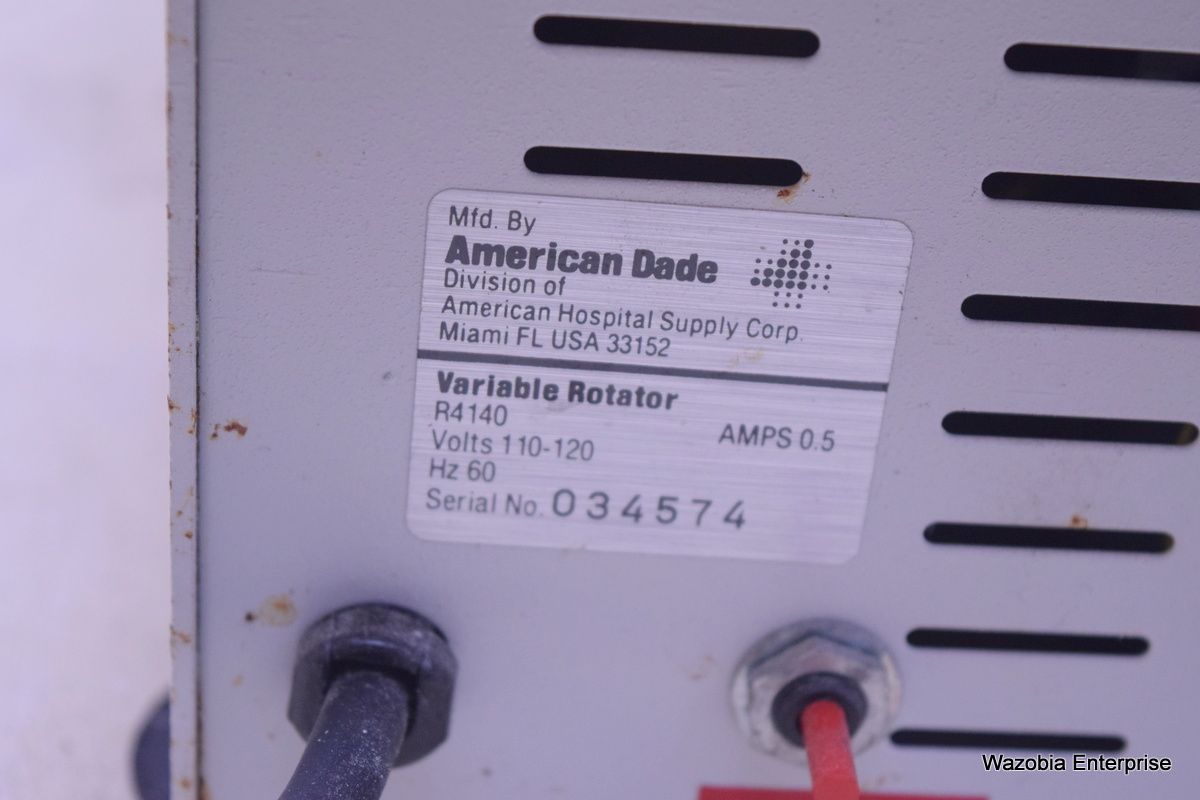 Mfd. By
American Dade
Division of
American Hospital Supply Corp.
Miami FL USA 33152
Variable Rotator
R4140
Volts 110-120 AMPS 0.5
Hz 60
Serial No. 034574
Wazobia Enterprise